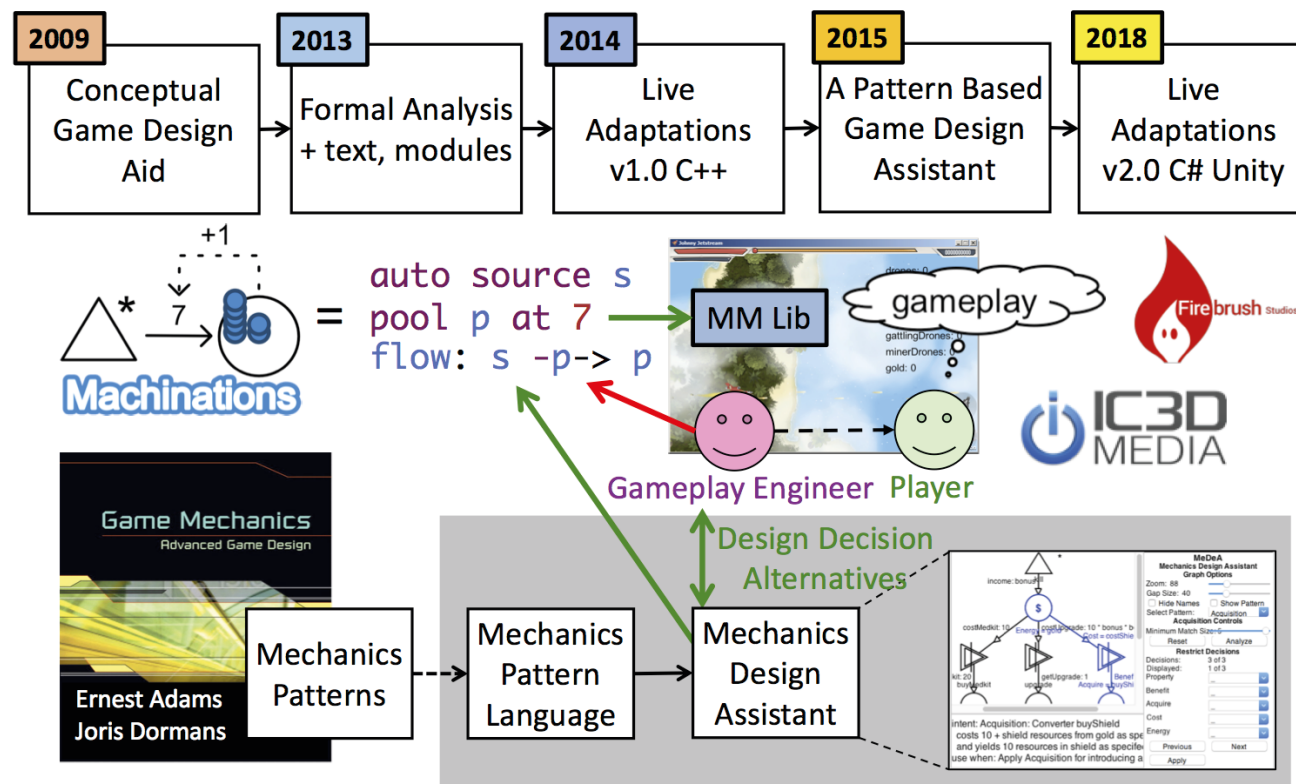 2009
Conceptual
Game Design
Aid
2013
Formal Analysis
+ text, modules
2014
Live
Adaptations
v1.0 C++
2015
A Pattern Based
Game Design
Assistant
2018
Live
Adaptations
v2.0 C# Unity
+1
*
7
Machinations
=
auto source s
pool p at 7
flow: s -p-> p
Johnny Jetstream
drones: 0
MM Lib
gameplay
gattlingDrones: 0
minerDrones: 0
gold: 0
Gameplay Engineer
Player
Firebrush Studios
IC3D
MEDIA
Game Mechanics
Advanced Game Design
Ernest Adams
Joris Dormans
Mechanics
Patterns
Mechanics
Pattern
Language
Mechanics
Design
Assistant
Design Decision
Alternatives
*
income: bonus
$
costMedkit: 10
costUpgrade: 10 * bonus * b
Cost = costShie
kit: 20
buyMedkit
upgrade
getUpgrade: 1
Benef
Acquire = buyShi
MeDeA
Mechanics Design Assistant
Graph Options
Zoom: 88
Gap Size: 40
Hide Names
Show Pattern
Select Pattern:
Acquisition
Acquisition Controls
Minimum Match Size:
Reset
Analyze
Restrict Decisions
Decisions: 3 of 3
Displayed: 1 of 3
Property
Benefit
Acquire
Cost
Energy
Previous
Next
Apply
intent: Acquisition: Converter buyShield
costs 10 + shield resources from gold as spe
and yields 10 resources in shield as specifed
use when: Apply Acquisition for introducing a